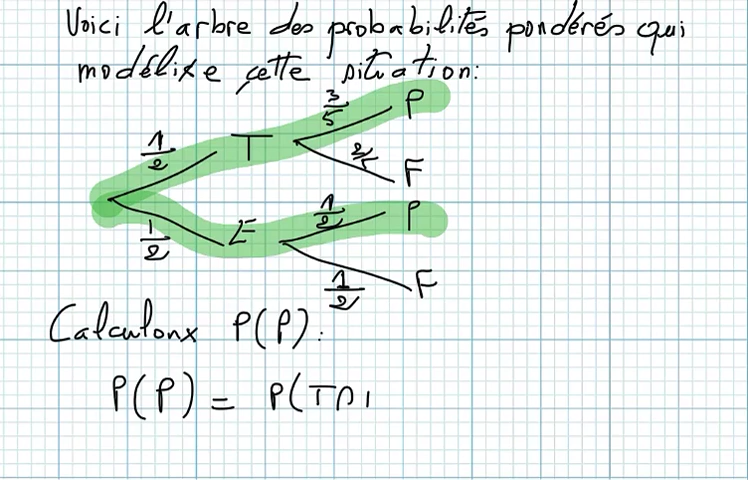 Voici l'arbre des probabilités pondérés qui
modélise cette situation:
3/5 P
1/2 T 2/5 F
1/2 E 1/2 P
1/2 F
Calculons P(P):
P(P) = P(T∩